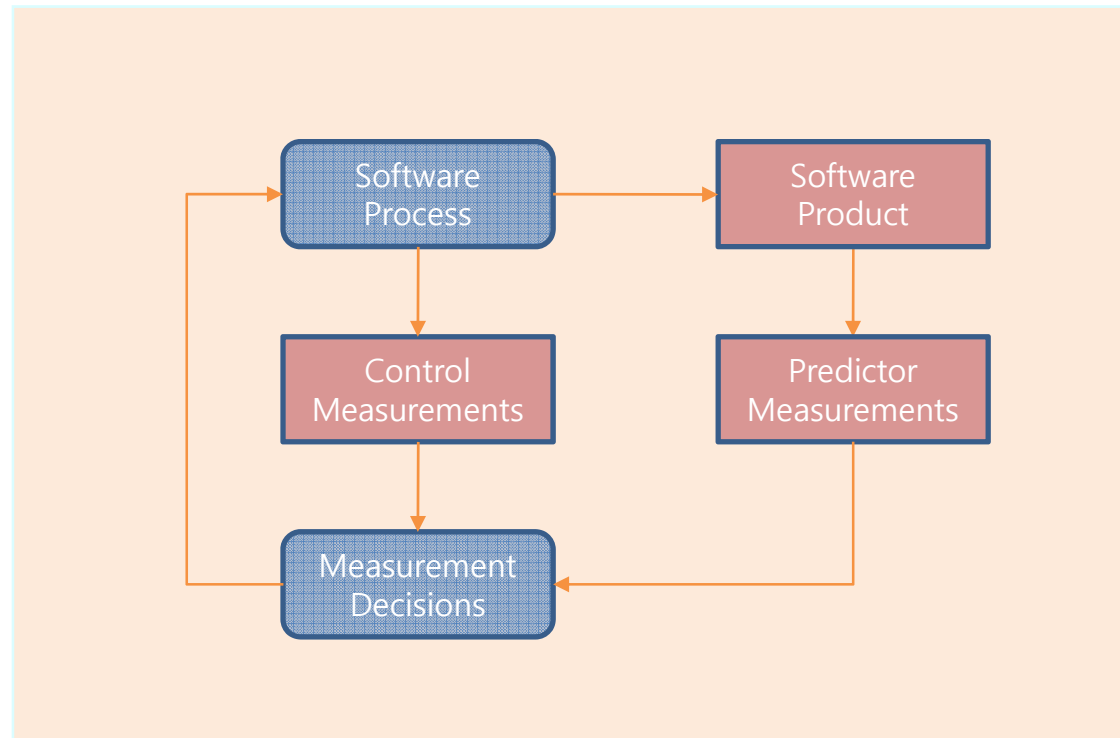 Software
Process
Software
Product
Control
Measurements
Predictor
Measurements
Measurement
Decisions